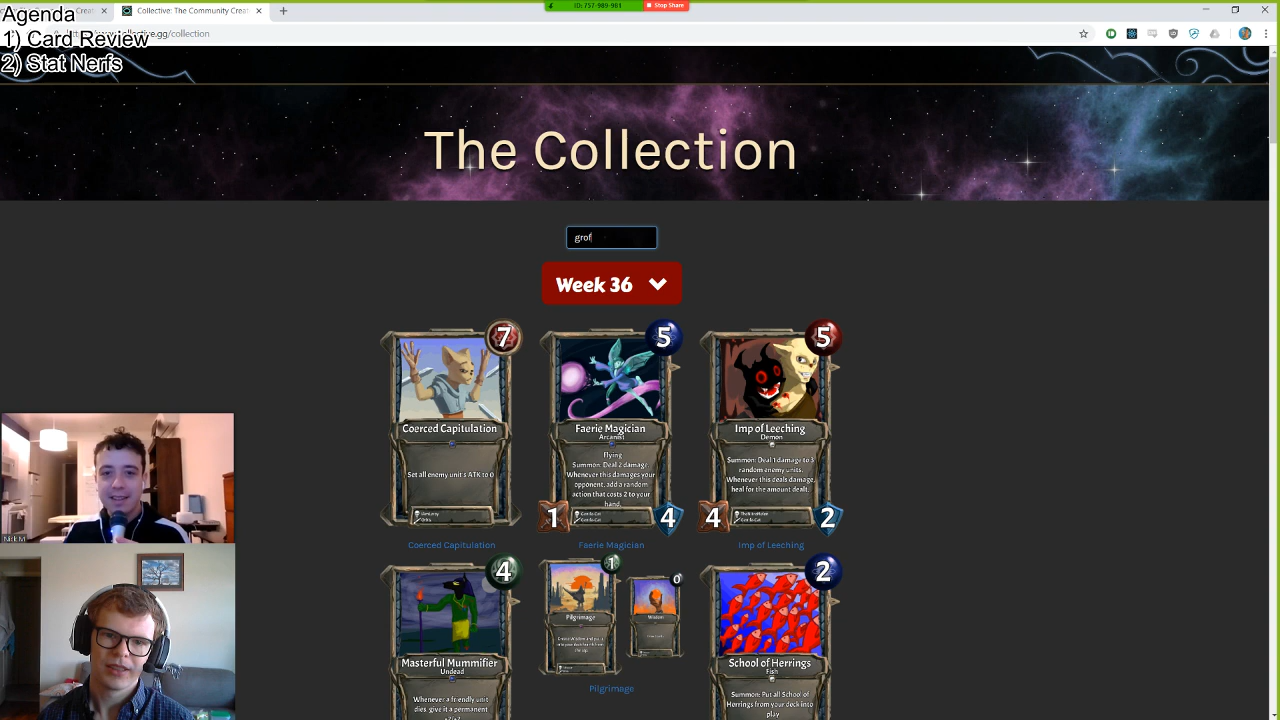 Agenda
1) Card Review
2) Stat Nerfs
Collective: The Community Crea
ID: 757-989-981
Stop Share
/collection
The Collection
grof
Week 36
7
Coerced Capitulation
Set all enemy unit's ATK to 0
Coerced Capitulation
5
Faerie Magician
Arcanist
Flying
Summon: Deal 2 damage.
Whenever this damages your
opponent, add a random
action that costs 2 to your
hand.
1
4
Faerie Magician
5
Imp of Leeching
Demon
Summon: Deal 1 damage to 3
random enemy units.
Whenever this deals damage,
heal for the amount dealt.
4
2
Imp of Leeching
4
Masterful Mummifier
Undead
Whenever a friendly unit
dies, give it a permanent
1
Pilgrimage
0
Wisdom
Pilgrimage
2
School of Herrings
Fish
Summon: Put all School of
Herrings from your deck into
play
Nick M